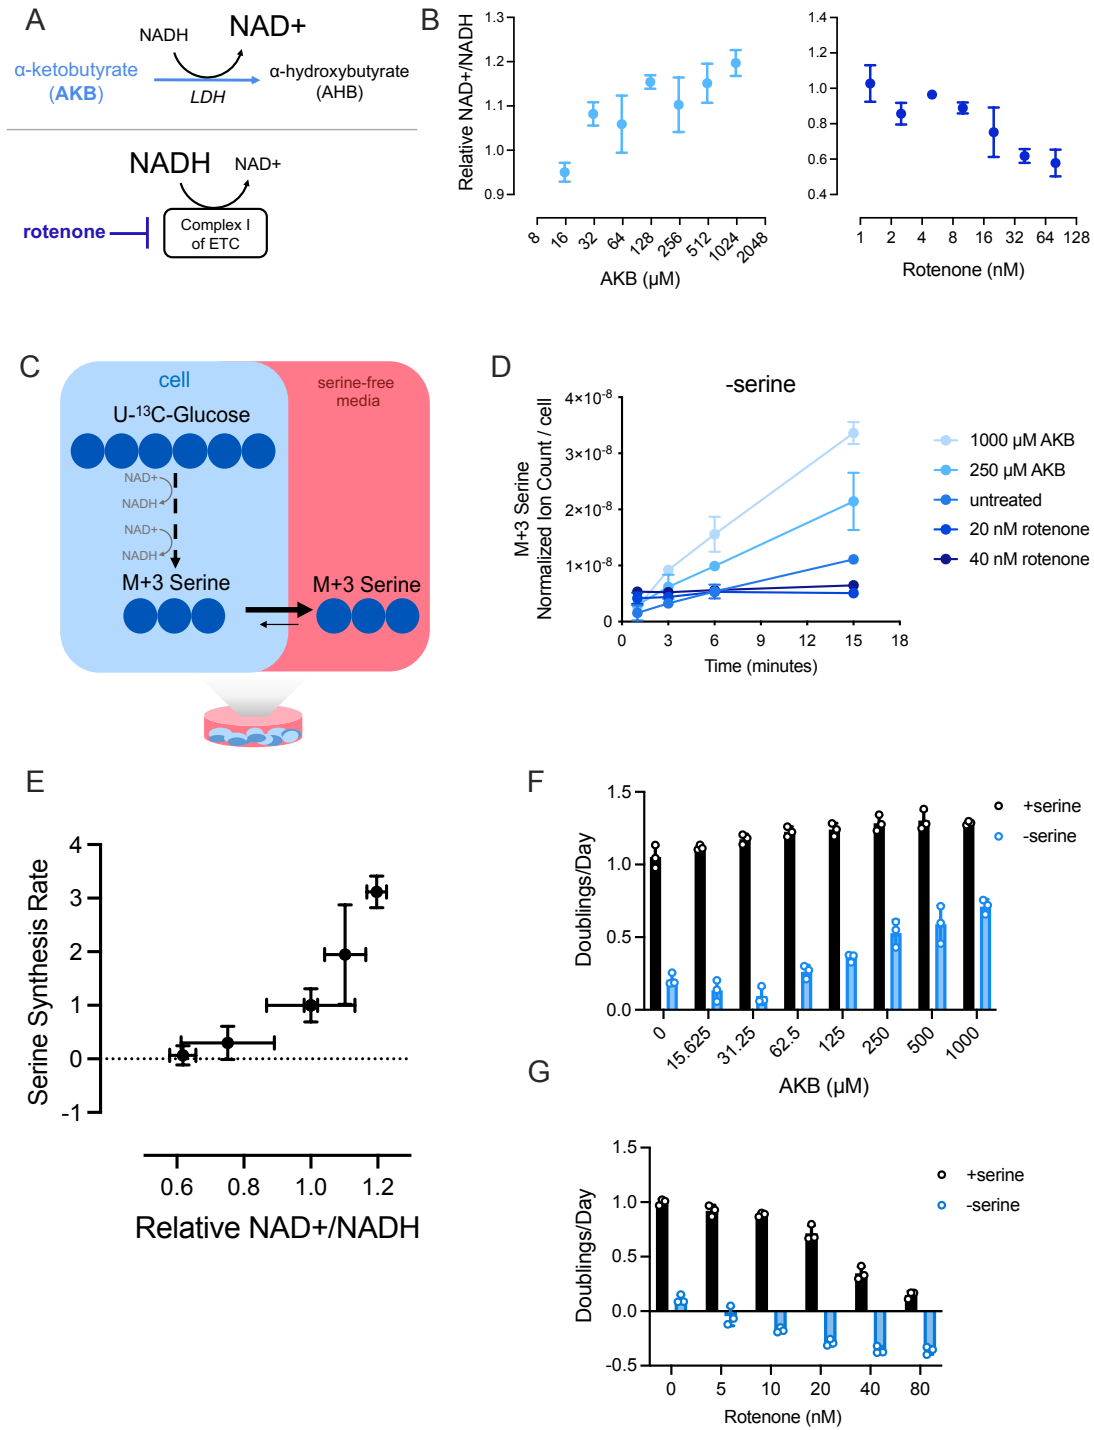 A
NADH
NAD+
α-ketobutyrate
(AKB)
LDH
α-hydroxybutyrate
(AHB)
NADH
NAD+
rotenone
Complex I
of ETC
B
Relative NAD+/NADH
1.3
1.2
1.1
1.0
0.9
8 16 32 64 128 256 512 1024 2048
AKB (µM)
1.4
1.2
1.0
0.8
0.6
0.4
1 2 4 8 16 32 64 128
Rotenone (nM)
C
cell
serine-free
media
U-¹³C-Glucose
NAD+
NADH
NAD+
NADH
M+3 Serine
M+3 Serine
D
-serine
M+3 Serine
Normalized Ion Count / cell
4×10⁻⁸
3×10⁻⁸
2×10⁻⁸
1×10⁻⁸
0
0 3 6 9 12 15 18
Time (minutes)
1000 µM AKB
250 µM AKB
untreated
20 nM rotenone
40 nM rotenone
E
Serine Synthesis Rate
4
3
2
1
0
-1
0.6 0.8 1.0 1.2
Relative NAD+/NADH
F
Doublings/Day
1.5
1.0
0.5
0.0
0 15.625 31.25 62.5 125 250 500 1000
AKB (µM)
+serine
-serine
G
Doublings/Day
1.5
1.0
0.5
0.0
-0.5
0 5 10 20 40 80
Rotenone (nM)
+serine
-serine